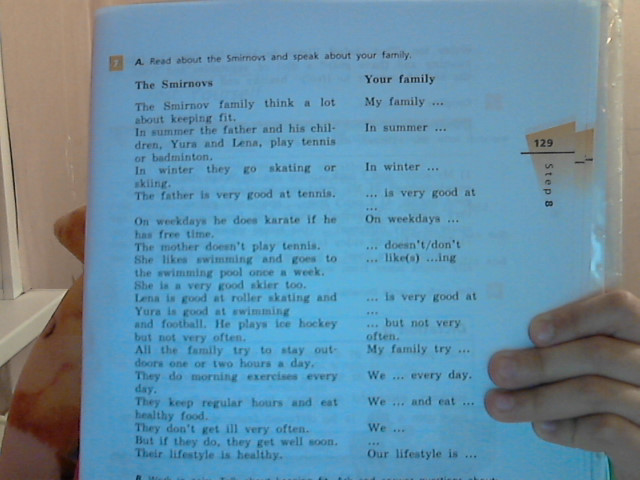 7 A. Read about the Smirnovs and speak about your family.
The Smirnovs
The Smirnov family think a lot
about keeping fit.
In summer the father and his chil-
dren, Yura and Lena, play tennis
or badminton.
In winter they go skating or
skiing.
The father is very good at tennis.
On weekdays he does karate if he
has free time.
The mother doesn't play tennis.
She likes swimming and goes to
the swimming pool once a week.
She is a very good skier too.
Lena is good at roller skating and
Yura is good at swimming
and football. He plays ice hockey
but not very often.
All the family try to stay out-
doors one or two hours a day.
They do morning exercises every
day.
They keep regular hours and eat
healthy food.
They don't get ill very often.
But if they do, they get well soon.
Their lifestyle is healthy.
Your family
My family ...
In summer ...
In winter ...
... is very good at
...
On weekdays ...
... doesn't/don't
... like(s) ...ing
... is very good at
...
... but not very
often.
My family try ...
We ... every day.
We ... and eat ...
We ...
...
Our lifestyle is ...
129
Step 8